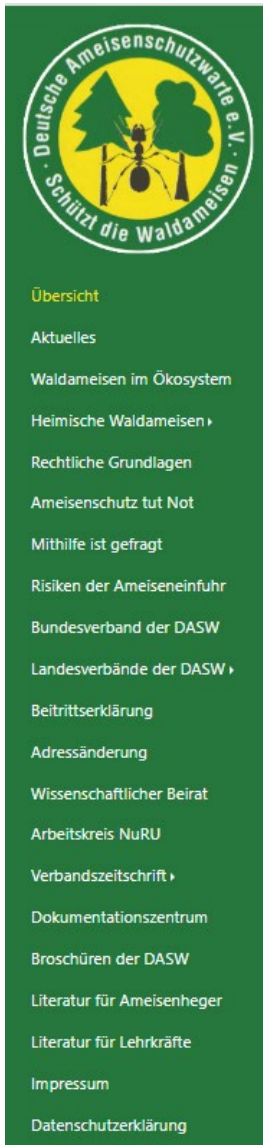 Deutsche Ameisenschutzwarte e.V.
Schützt die Waldameisen
Übersicht
Aktuelles
Waldameisen im Ökosystem
Heimische Waldameisen
Rechtliche Grundlagen
Ameisenschutz tut Not
Mithilfe ist gefragt
Risiken der Ameiseneinfuhr
Bundesverband der DASW
Landesverbände der DASW
Beitrittserklärung
Adressänderung
Wissenschaftlicher Beirat
Arbeitskreis NuRU
Verbandszeitschrift
Dokumentationszentrum
Broschüren der DASW
Literatur für Ameisenheger
Literatur für Lehrkräfte
Impressum
Datenschutzerklärung